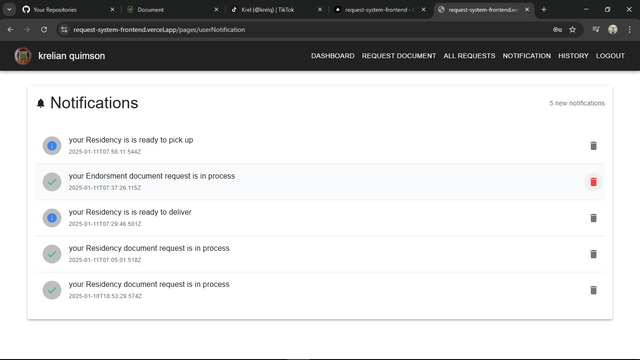 Your Repositories
Document
Krel (@kreiq) | TikTok
request-system-frontend
request-system-frontend.ve
request-system-frontend.vercel.app/pages/userNotification
krelian quimson
DASHBOARD REQUEST DOCUMENT ALL REQUESTS NOTIFICATION HISTORY LOGOUT
Notifications
5 new notifications
your Residency is is ready to pick up
2025-01-11T07:56:11.544Z
your Endorsment document request is in process
2025-01-11T07:37:26.115Z
your Residency is is ready to deliver
2025-01-11T07:29:46.501Z
your Residency document request is in process
2025-01-11T07:05:01.518Z
your Residency document request is in process
2025-01-10T18:53:29.574Z